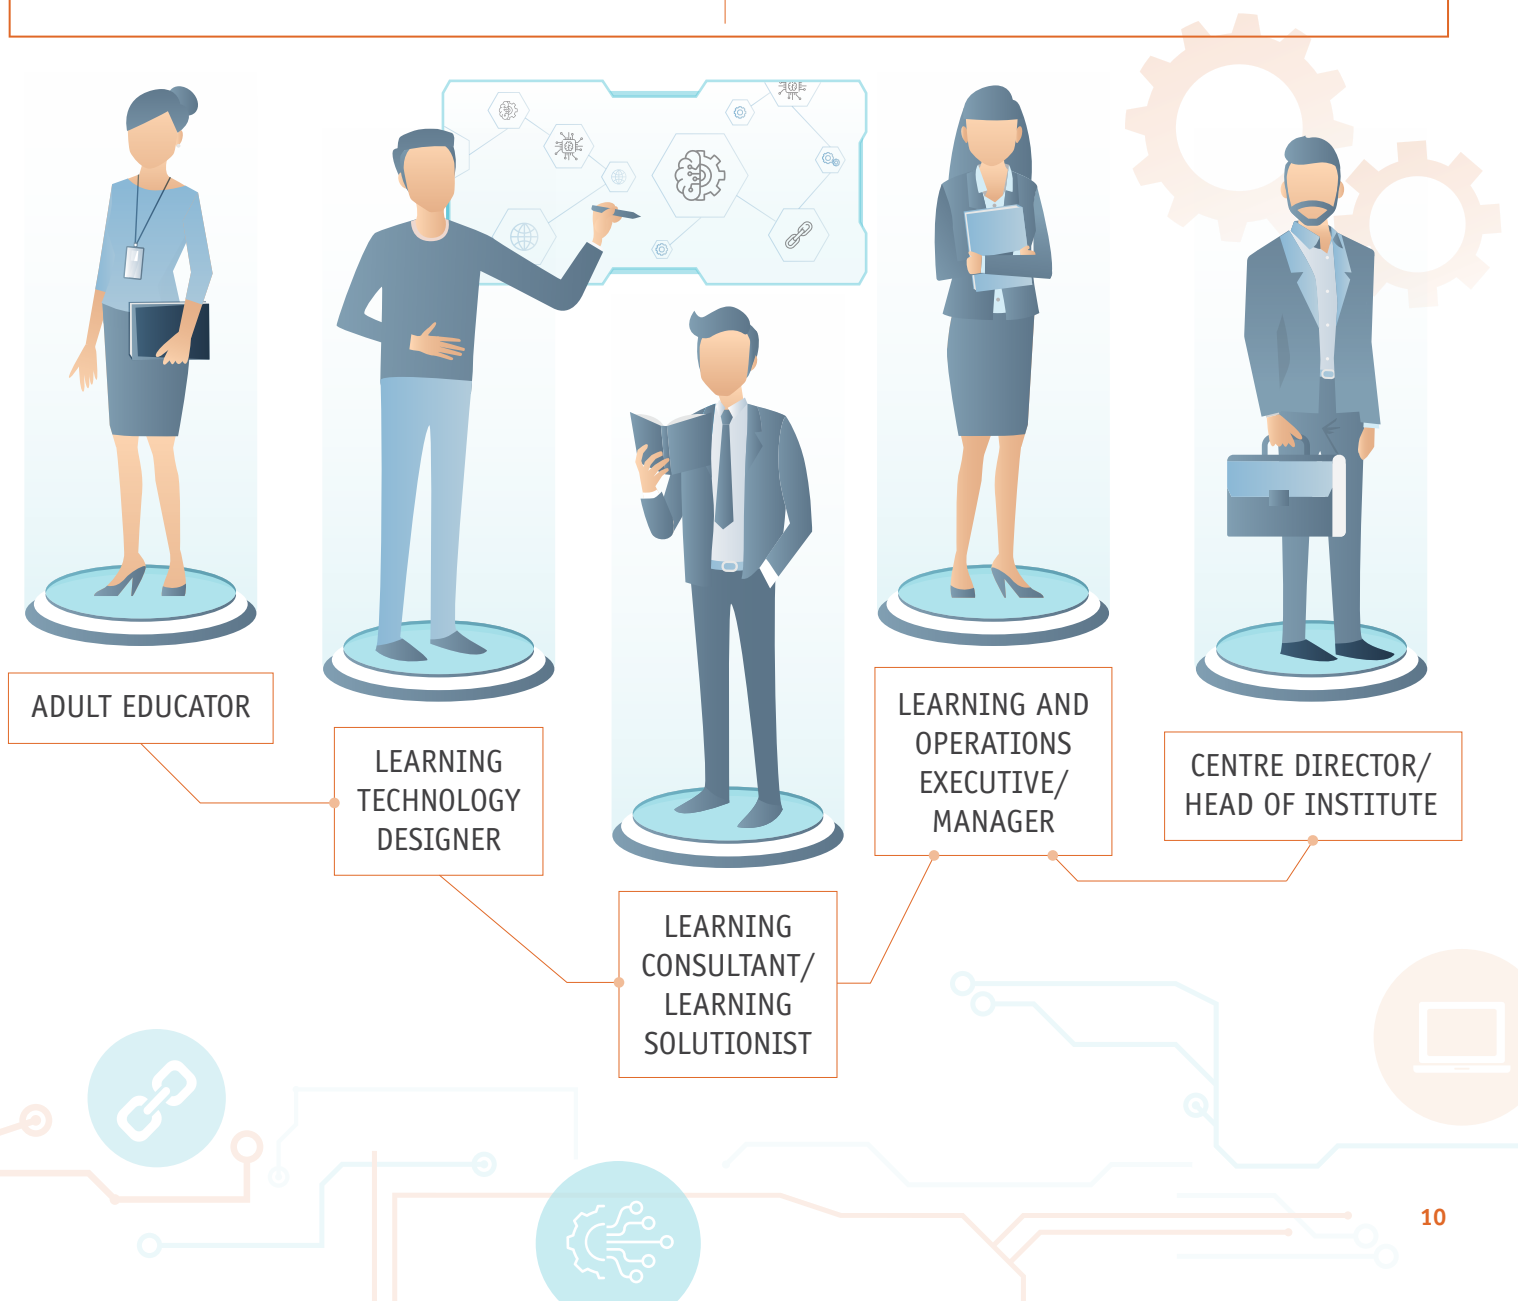 ADULT EDUCATOR
LEARNING
TECHNOLOGY
DESIGNER
LEARNING
CONSULTANT/
LEARNING
SOLUTIONIST
LEARNING AND
OPERATIONS
EXECUTIVE/
MANAGER
CENTRE DIRECTOR/
HEAD OF INSTITUTE
10